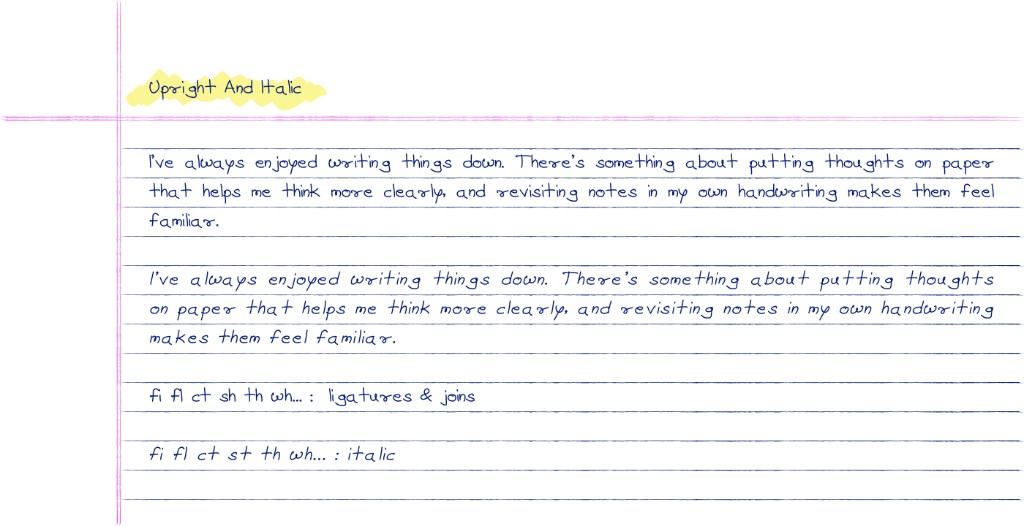 Upright And Italic
I've always enjoyed writing things down. There's something about putting thoughts on paper
that helps me think more clearly, and revisiting notes in my own handwriting makes them feel
familiar.
I've always enjoyed writing things down. There's something about putting thoughts
on paper that helps me think more clearly, and revisiting notes in my own handwriting
makes them feel familiar.
fi fl ct sh th wh... : ligatures & joins
fi fl ct st th wh... : italic